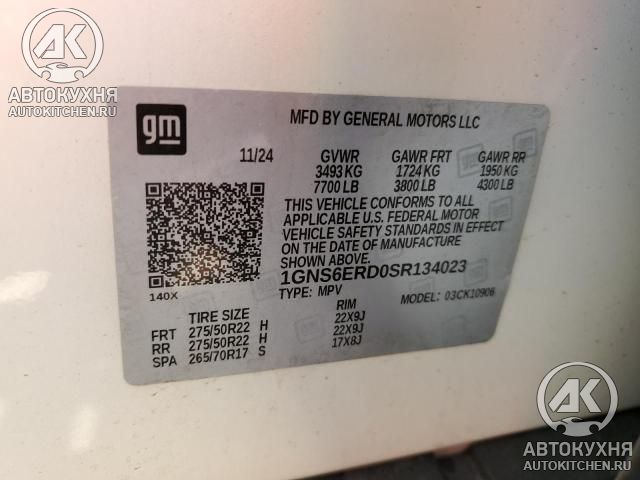 АВТОКУХНЯ
AUTOKITCHEN.RU
gm
MFD BY GENERAL MOTORS LLC
11/24 GVWR GAWR FRT GAWR RR
3493 KG 1724 KG 1950 KG
7700 LB 3800 LB 4300 LB
THIS VEHICLE CONFORMS TO ALL
APPLICABLE U.S. FEDERAL MOTOR
VEHICLE SAFETY STANDARDS IN EFFECT
ON THE DATE OF MANUFACTURE
1GNS6ERD0SR134023
140X TYPE: MPV MODEL: 03CK10906
TIRE SIZE RIM
FRT 275/50R22 H 22X9J
RR 275/50R22 H 22X9J
SPA 265/70R17 S 17X8J
АК
АВТОКУХНЯ
AUTOKITCHEN.RU